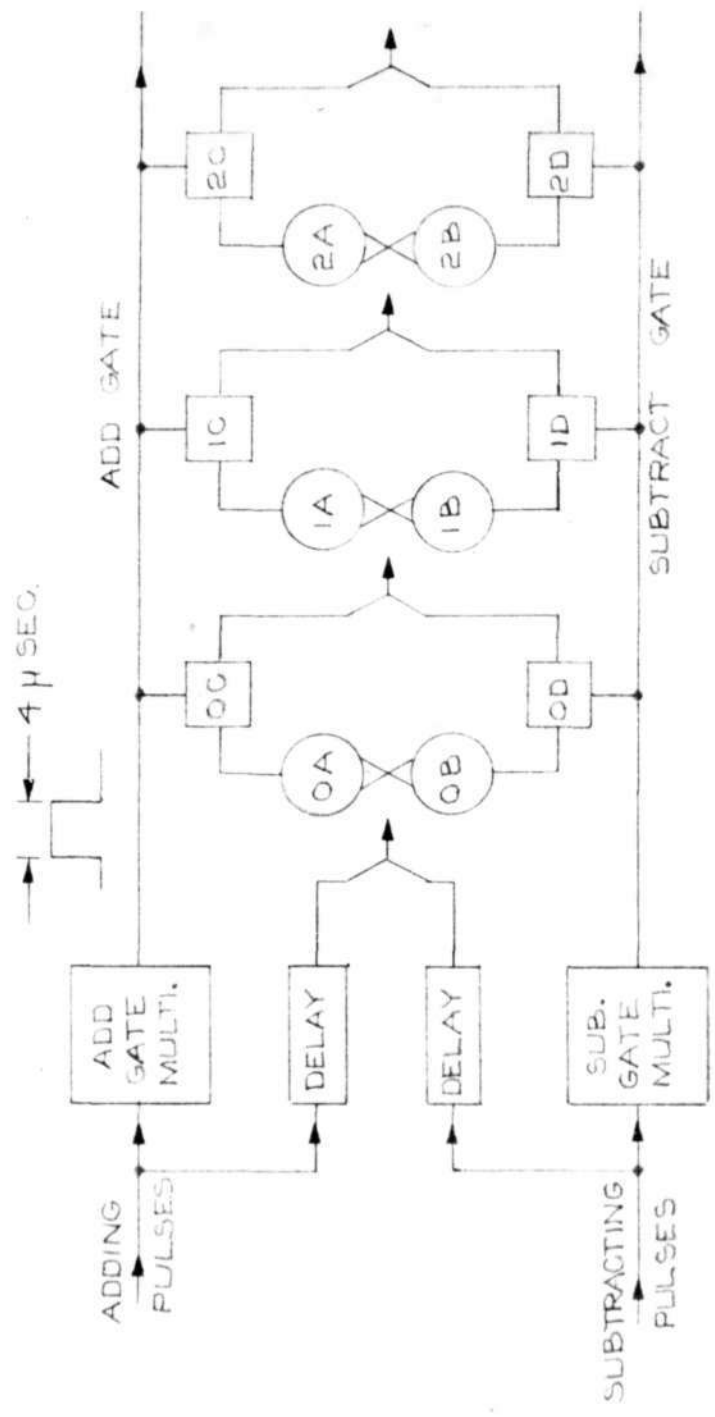 4 μ SEC.
ADD GATE
ADDING
PULSES
ADD
GATE
MULTI.
DELAY
DELAY
SUBTRACTING
PULSES
SUB.
GATE
MULTI.
0C
0A
0B
0D
1C
1A
1B
1D
2C
2A
2B
2D
SUBTRACT GATE